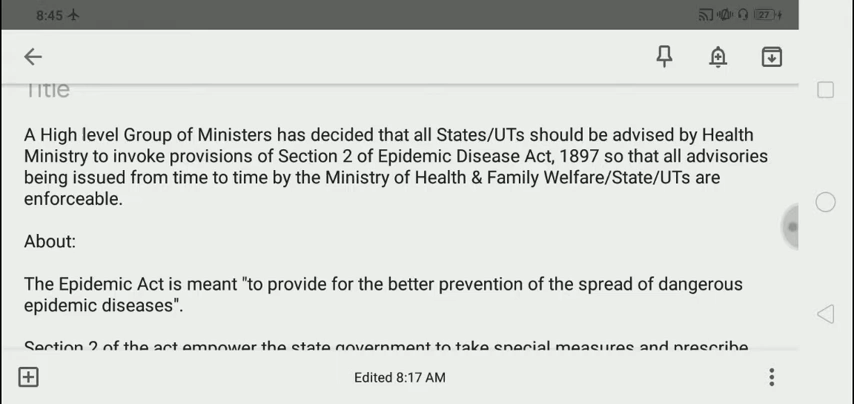 8:45
27
Title
A High level Group of Ministers has decided that all States/UTs should be advised by Health
Ministry to invoke provisions of Section 2 of Epidemic Disease Act, 1897 so that all advisories
being issued from time to time by the Ministry of Health & Family Welfare/State/UTs are
enforceable.
About:
The Epidemic Act is meant "to provide for the better prevention of the spread of dangerous
epidemic diseases".
Section 2 of the act empower the state government to take special measures and prescribe
Edited 8:17 AM